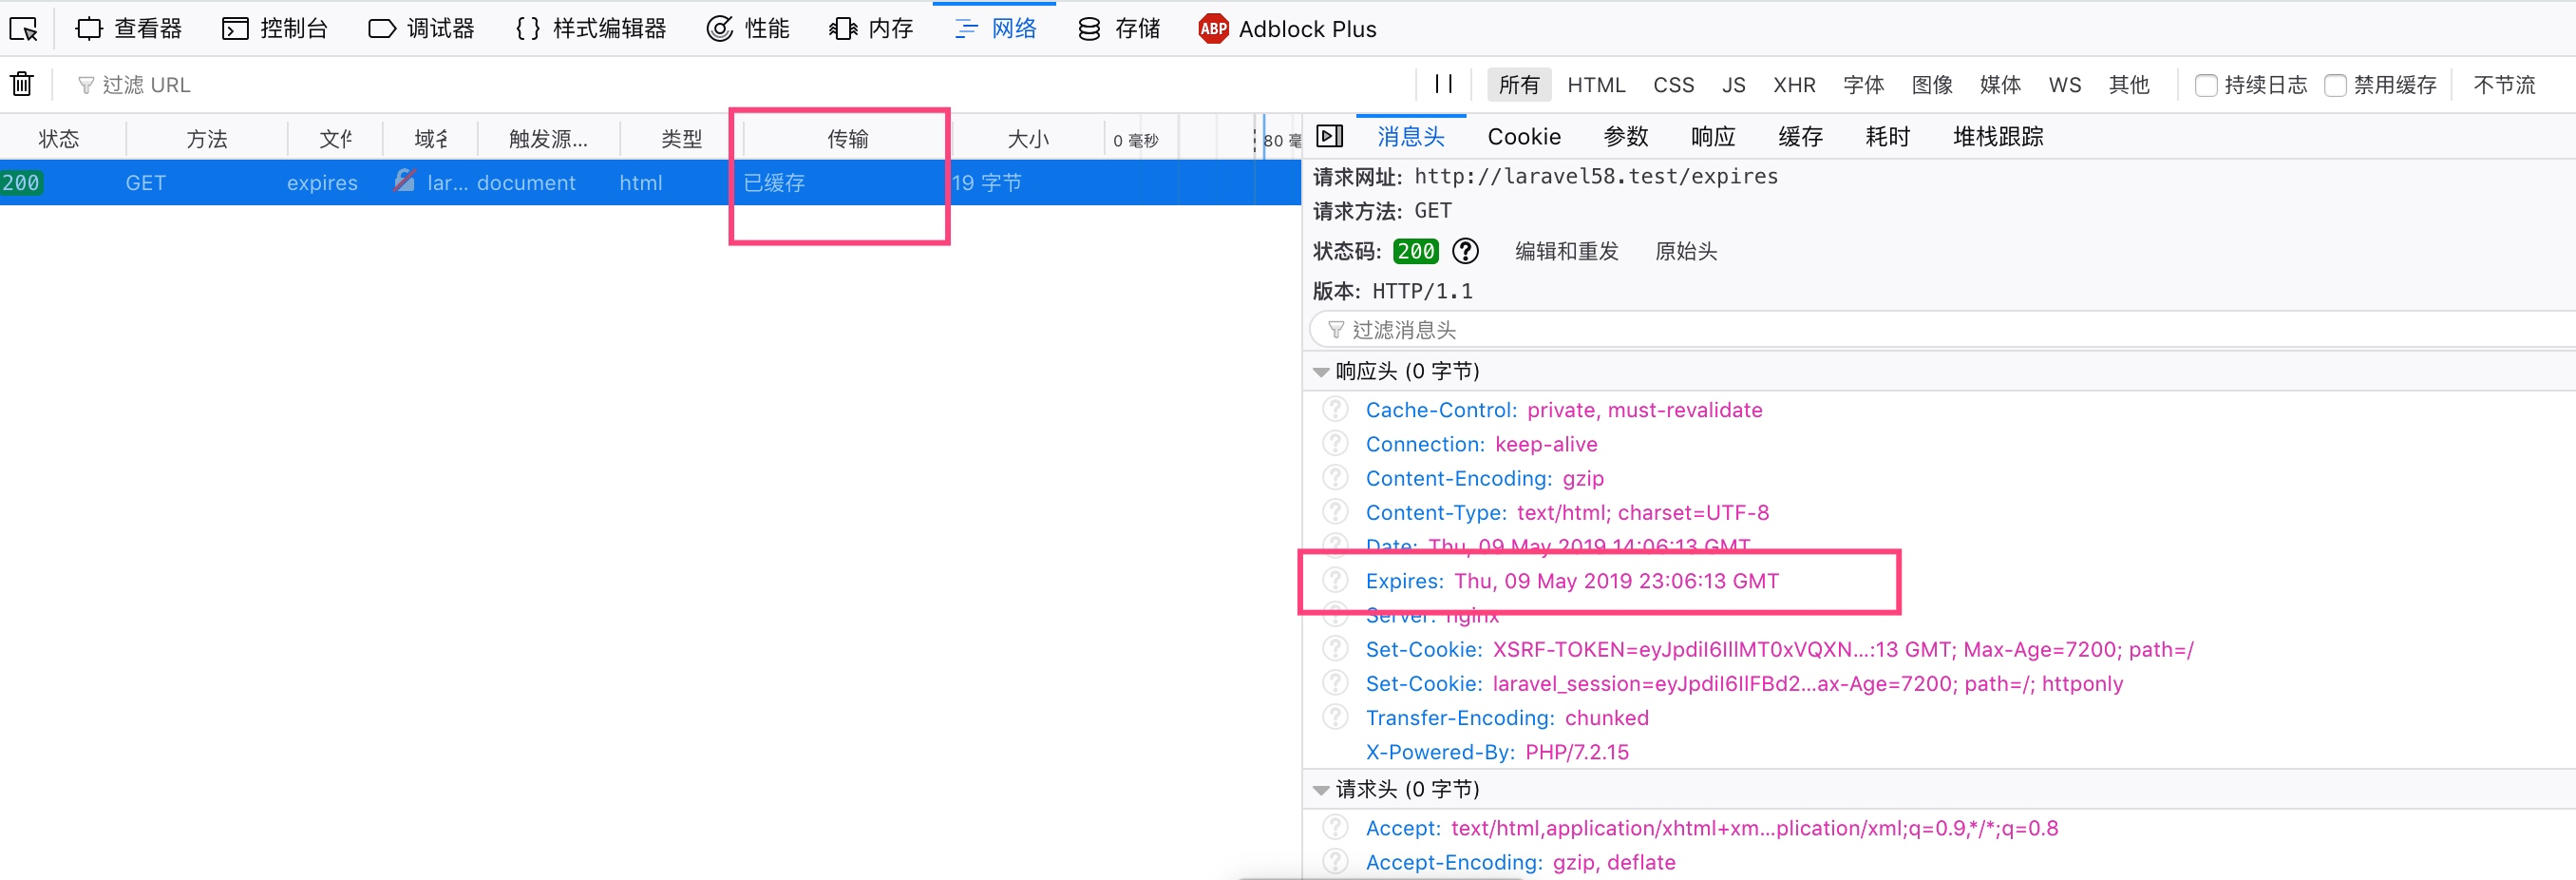 查看器 控制台 调试器 {} 样式编辑器 性能 内存 网络 存储 ABP Adblock Plus
过滤 URL
所有 HTML CSS JS XHR 字体 图像 媒体 WS 其他 持续日志 禁用缓存 不节流
状态 方法 文件 域名 触发源... 类型 传输 大小 0 毫秒 80 毫
200 GET expires lar... document html 已缓存 19 字节
消息头 Cookie 参数 响应 缓存 耗时 堆栈跟踪
请求网址: http://laravel58.test/expires
请求方法: GET
状态码: 200 编辑和重发 原始头
版本: HTTP/1.1
过滤消息头
响应头 (0 字节)
Cache-Control: private, must-revalidate
Connection: keep-alive
Content-Encoding: gzip
Content-Type: text/html; charset=UTF-8
Date: Thu, 09 May 2019 14:06:13 GMT
Expires: Thu, 09 May 2019 23:06:13 GMT
Server: nginx
Set-Cookie: XSRF-TOKEN=eyJpdiI6IllMT0xVQXN...:13 GMT; Max-Age=7200; path=/
Set-Cookie: laravel_session=eyJpdiI6IlFBd2...ax-Age=7200; path=/; httponly
Transfer-Encoding: chunked
X-Powered-By: PHP/7.2.15
请求头 (0 字节)
Accept: text/html,application/xhtml+xm...plication/xml;q=0.9,*/*;q=0.8
Accept-Encoding: gzip, deflate